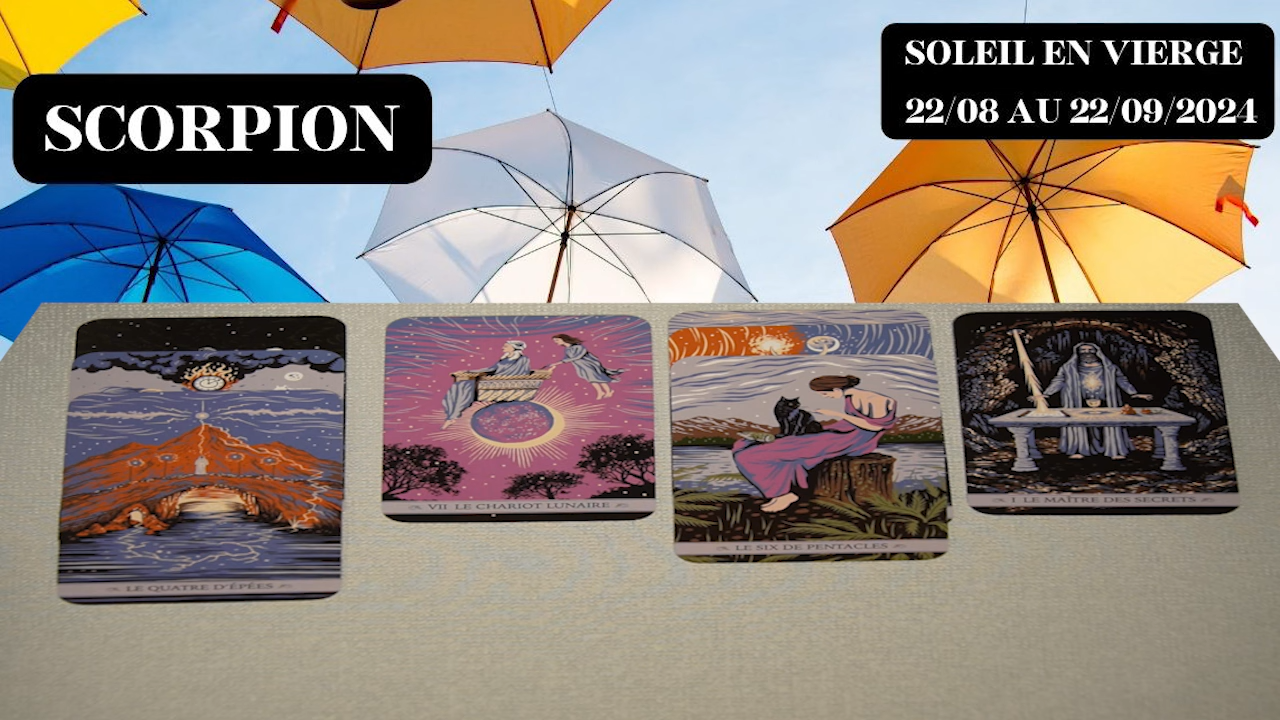 SCORPION
SOLEIL EN VIERGE
22/08 AU 22/09/2024
LE QUATRE D'ÉPÉES
VII LE CHARIOT LUNAIRE
LE SIX DE PENTACLES
I LE MAÎTRE DES SECRETS